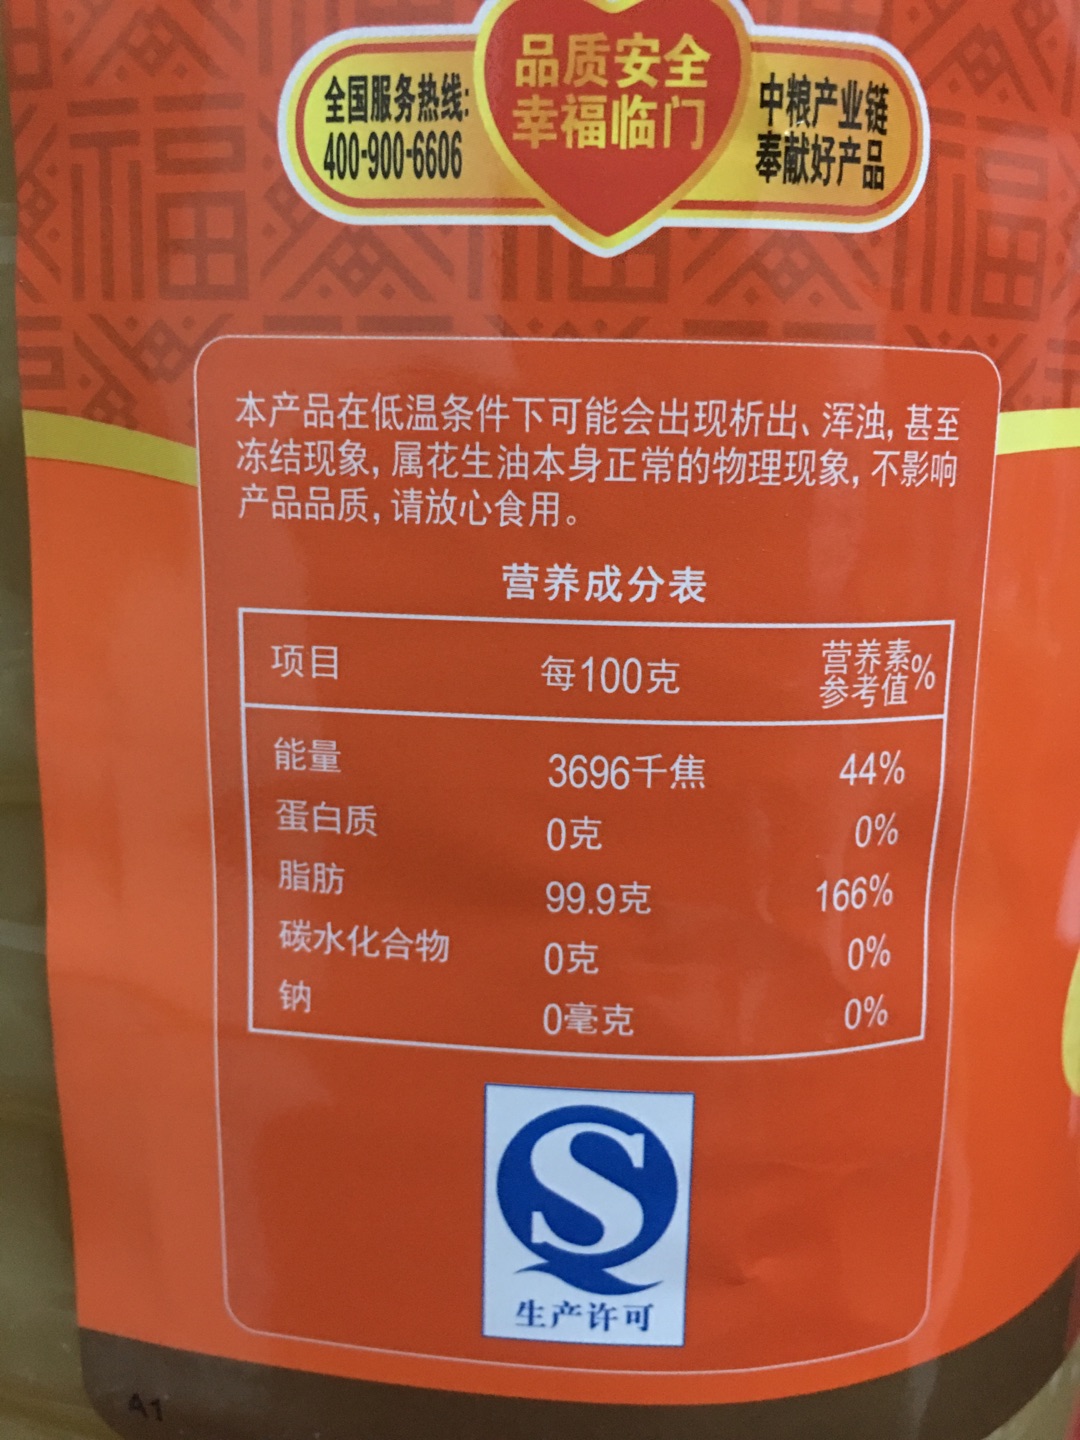 品质安全
幸福临门
全国服务热线:
400-900-6606
中粮产业链
奉献好产品
本产品在低温条件下可能会出现析出、浑浊,甚至
冻结现象,属花生油本身正常的物理现象,不影响
产品品质,请放心食用。
营养成分表
项目 每100克 营养素参考值%
能量 3696千焦 44%
蛋白质 0克 0%
脂肪 99.9克 166%
碳水化合物 0克 0%
钠 0毫克 0%
生产许可
A1